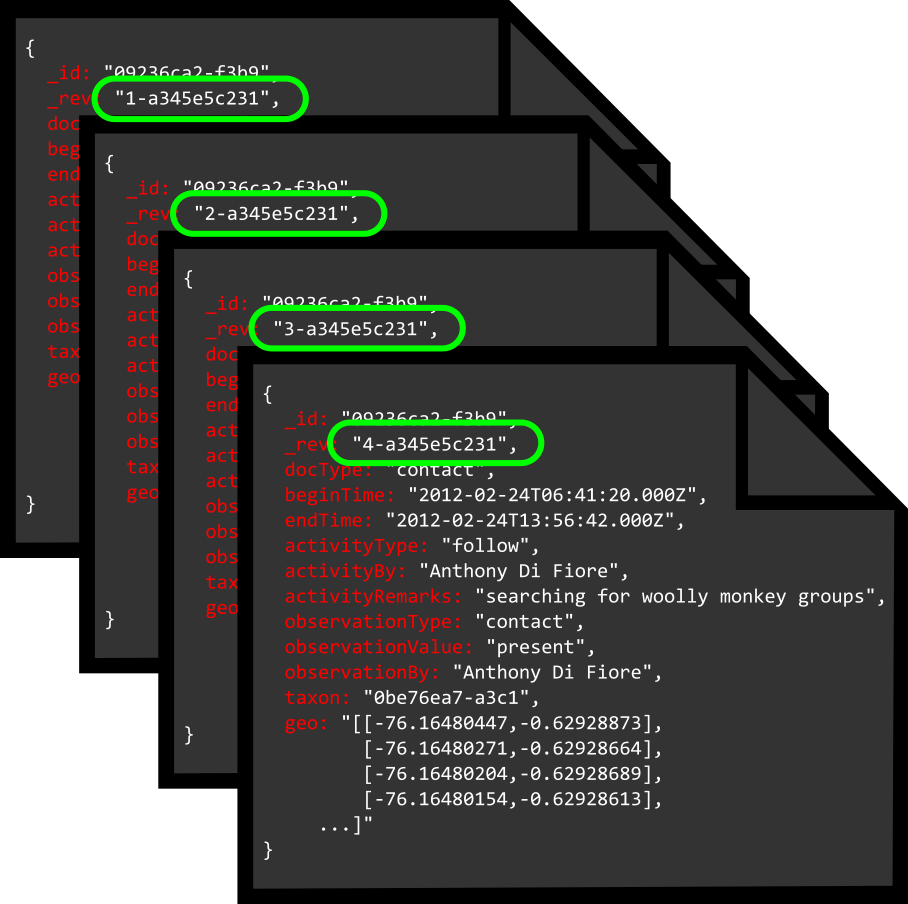 {
_id: "09236ca2-f3b9",
_rev: "1-a345e5c231",
doc
beg
end
act
act
act
obs
obs
obs
tax
geo
}
{
_id: "09236ca2-f3b9",
_rev: "2-a345e5c231",
doc
beg
end
act
act
act
obs
obs
obs
tax
geo
}
{
_id: "09236ca2-f3b9",
_rev: "3-a345e5c231",
doc
beg
end
act
act
act
obs
obs
obs
tax
geo
}
{
_id: "09236ca2-f3b9",
_rev: "4-a345e5c231",
docType: "contact",
beginTime: "2012-02-24T06:41:20.000Z",
endTime: "2012-02-24T13:56:42.000Z",
activityType: "follow",
activityBy: "Anthony Di Fiore",
activityRemarks: "searching for woolly monkey groups",
observationType: "contact",
observationValue: "present",
observationBy: "Anthony Di Fiore",
taxon: "0be76ea7-a3c1",
geo: "[[-76.16480447,-0.62928873],
[-76.16480271,-0.62928664],
[-76.16480204,-0.62928689],
[-76.16480154,-0.62928613],
...]"
}